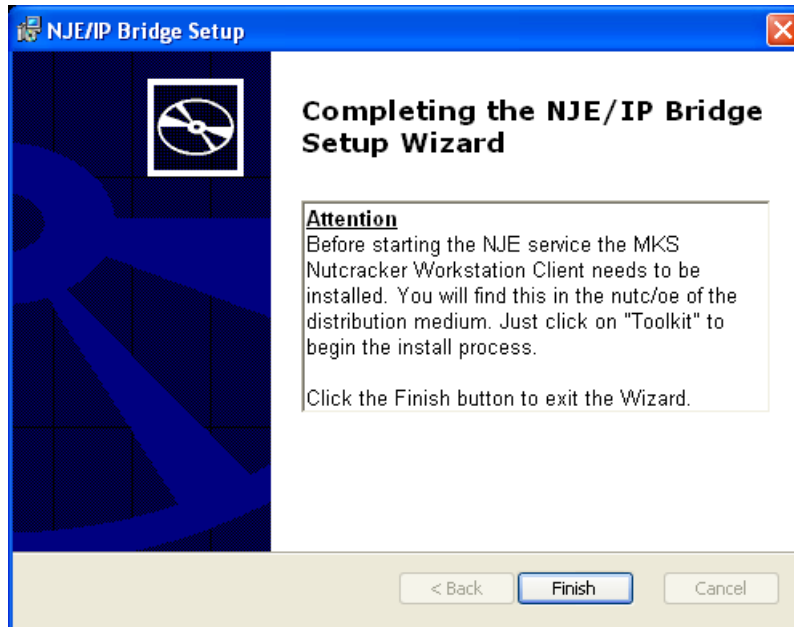 NJE/IP Bridge Setup
Completing the NJE/IP Bridge
Setup Wizard
Attention
Before starting the NJE service the MKS
Nutcracker Workstation Client needs to be
installed. You will find this in the nutc/oe of the
distribution medium. Just click on "Toolkit" to
begin the install process.
Click the Finish button to exit the Wizard.
< Back Finish Cancel